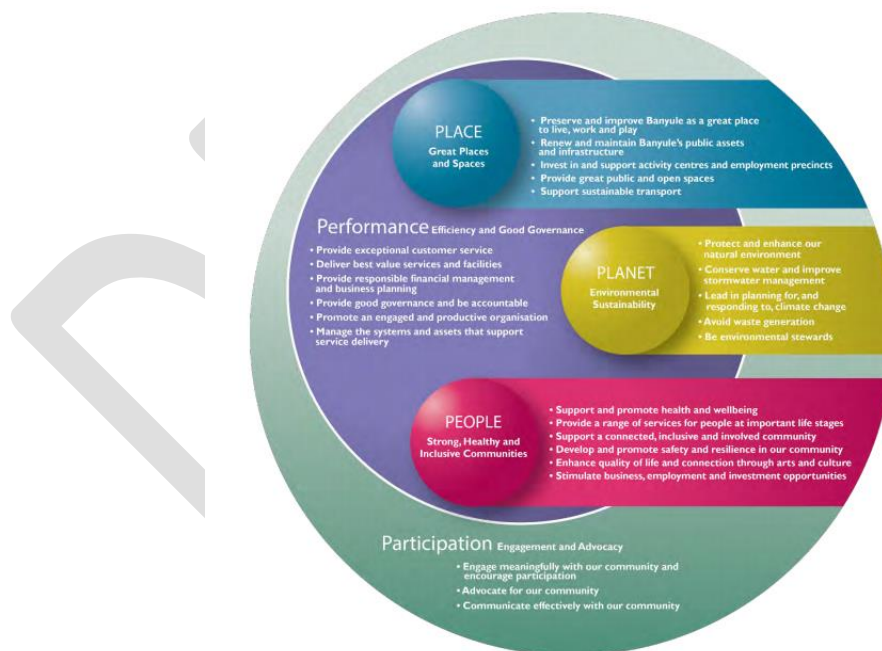 PLACE
Great Places
and Spaces
• Preserve and improve Banyule as a great place
to live, work and play
• Renew and maintain Banyule's public assets
and infrastructure
• Invest in and support activity centres and employment precincts
• Provide great public and open spaces
• Support sustainable transport
Performance Efficiency and Good Governance
• Provide exceptional customer service
• Deliver best value services and facilities
• Provide responsible financial management
and business planning
• Provide good governance and be accountable
• Promote an engaged and productive organisation
• Manage the systems and assets that support
service delivery
PLANET
Environmental
Sustainability
• Protect and enhance our
natural environment
• Conserve water and improve
stormwater management
• Lead in planning for, and
responding to, climate change
• Avoid waste generation
• Be environmental stewards
PEOPLE
Strong, Healthy and
Inclusive Communities
• Support and promote health and wellbeing
• Provide a range of services for people at important life stages
• Support a connected, inclusive and involved community
• Develop and promote safety and resilience in our community
• Enhance quality of life and connection through arts and culture
• Stimulate business, employment and investment opportunities
Participation Engagement and Advocacy
• Engage meaningfully with our community and
encourage participation
• Advocate for our community
• Communicate effectively with our community